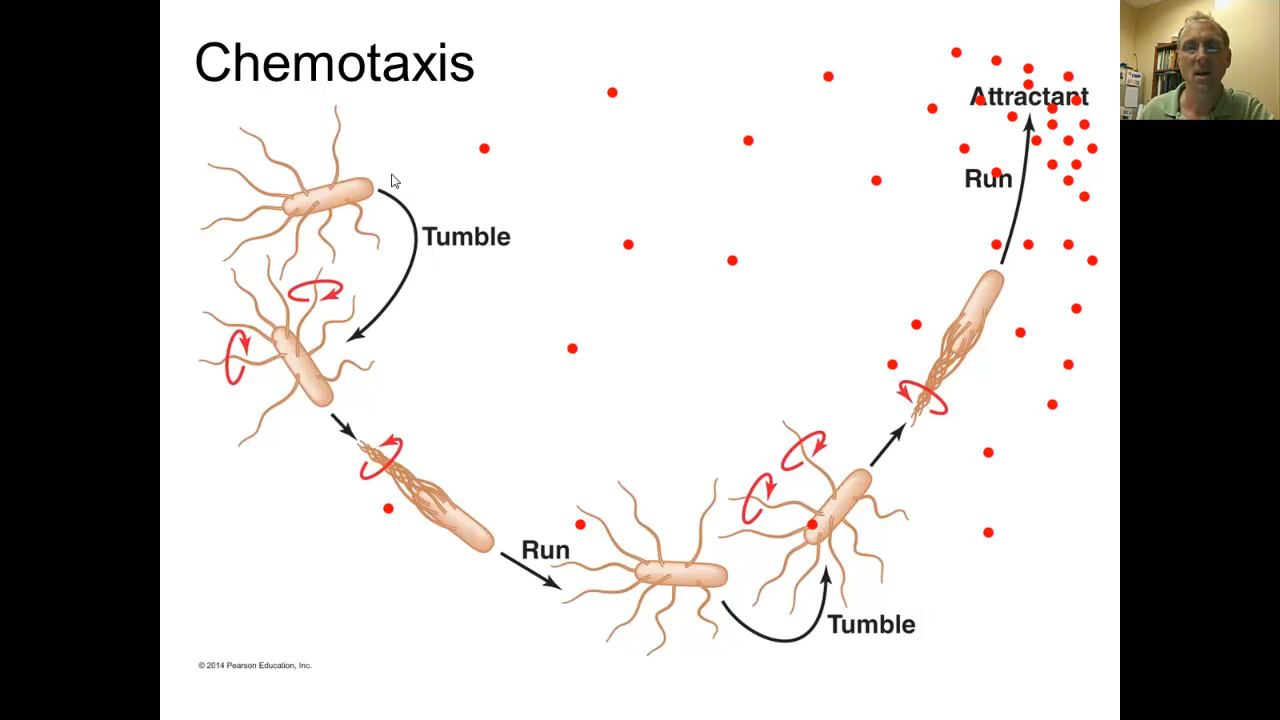 Chemotaxis
Attractant
Run
Tumble
Run
Tumble
© 2014 Pearson Education, Inc.